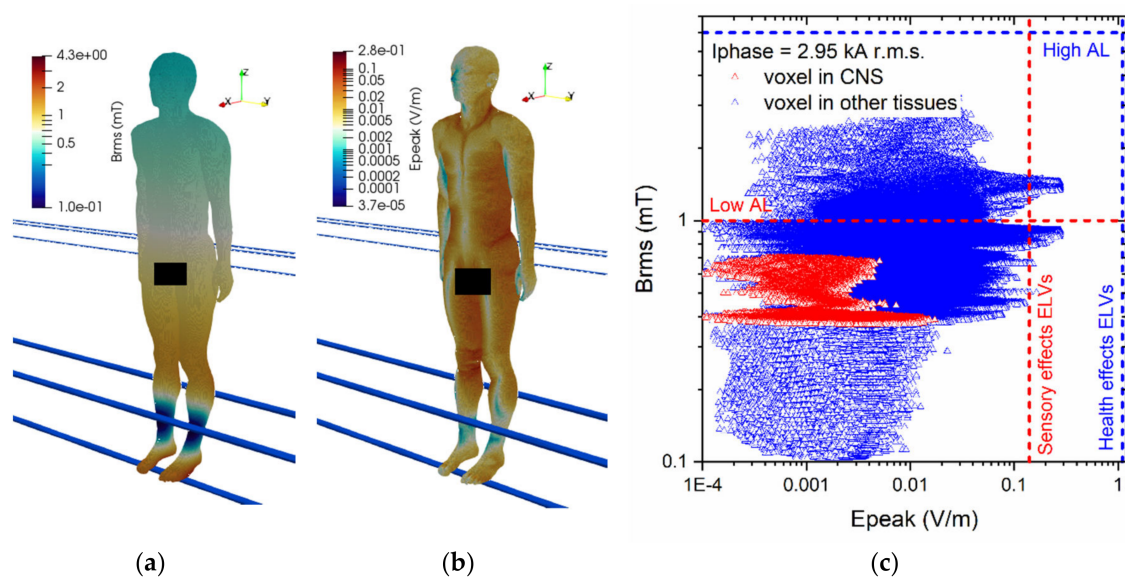 4.3e+00
2
1
0.5
1.0e-01
Brms (mT)
X
Z
Y
2.8e-01
0.1
0.05
0.02
0.01
0.005
0.002
0.001
0.0005
0.0002
0.0001
3.7e-05
Epeak (V/m)
X
Z
Y
Iphase = 2.95 kA r.m.s.
voxel in CNS
voxel in other tissues
High AL
Low AL
Sensory effects ELVs
Health effects ELVs
1
0.1
Brms (mT)
1E-4
0.001
0.01
0.1
1
Epeak (V/m)
(a)
(b)
(c)